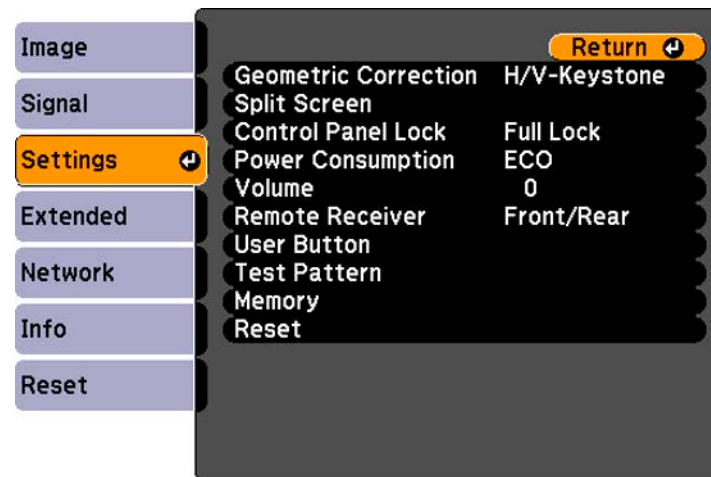 Image
Signal
Settings
Extended
Network
Info
Reset
Return
Geometric Correction H/V-Keystone
Split Screen
Control Panel Lock Full Lock
Power Consumption ECO
Volume 0
Remote Receiver Front/Rear
User Button
Test Pattern
Memory
Reset